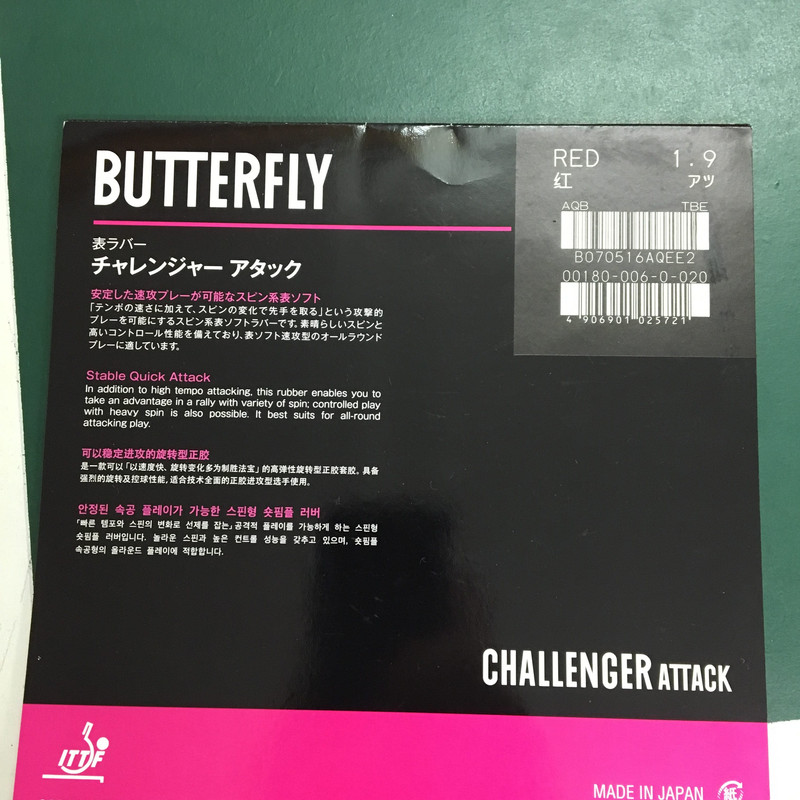 BUTTERFLY
RED 1.9
红 アツ
AQB TBE
B070516AQEE2
00180-006-0-020
4 906901 025721
表ラバー
チャレンジャー アタック
安定した速攻プレーが可能なスピン系表ソフト
「テンポの速さに加えて、スピンの変化で先手を取る」という攻撃的
プレーを可能にするスピン系表ソフトラバーです。素晴らしいスピンと
高いコントロール性能を備えており、表ソフト速攻型のオールラウンド
プレーに適しています。
Stable Quick Attack
In addition to high tempo attacking, this rubber enables you to
take an advantage in a rally with variety of spin; controlled play
with heavy spin is also possible. It best suits for all-round
attacking play.
可以稳定进攻的旋转型正胶
是一款可以「以速度快、旋转变化多为制胜法宝」的高弹性旋转型正胶套胶。具备
强烈的旋转及控球性能,适合技术全面的正胶进攻型选手使用。
안정된 속공 플레이가 가능한 스핀형 숏핌플 러버
「빠른 템포와 스핀의 변화로 선제를 잡는」공격적 플레이를 가능하게 하는 스핀형
숏핌플 러버입니다. 놀라운 스핀과 높은 컨트롤 성능을 갖추고 있으며, 숏핌플
속공형의 올라운드 플레이에 적합합니다.
CHALLENGER ATTACK
ITTF
MADE IN JAPAN 紙